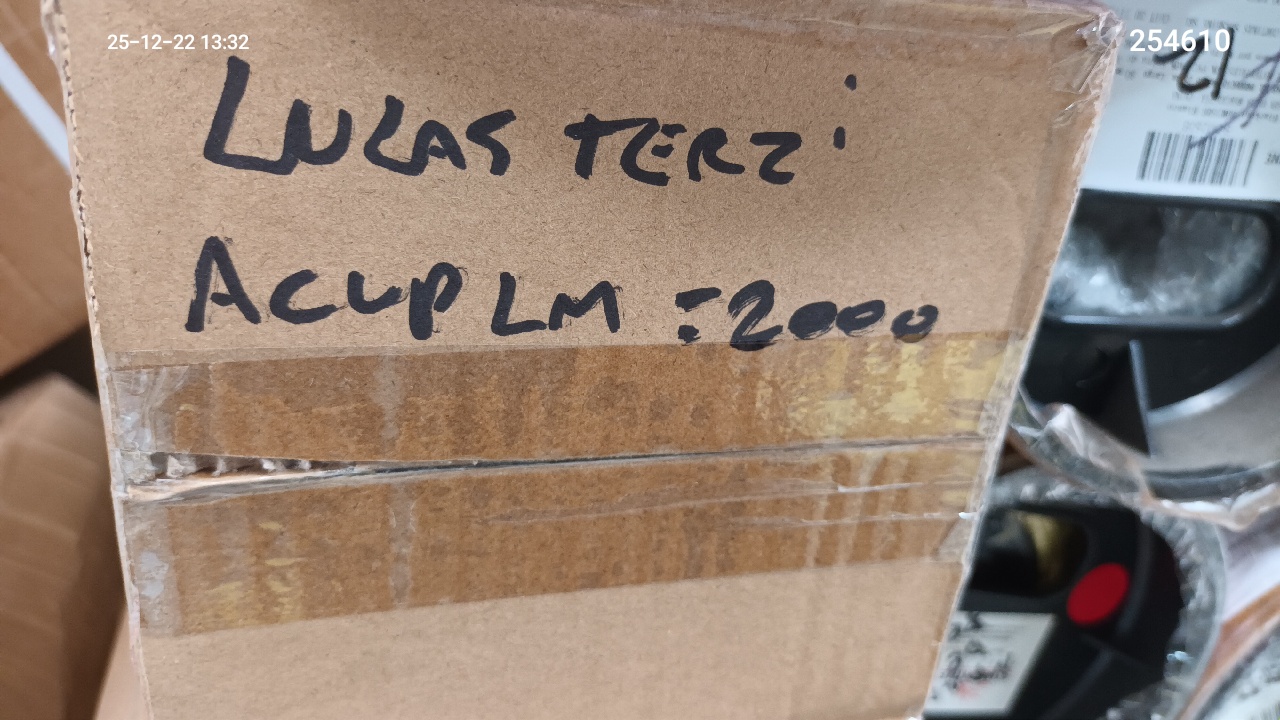 25-12-22 13:32
254610
LUCAS TERZi
ACUPLM :2000